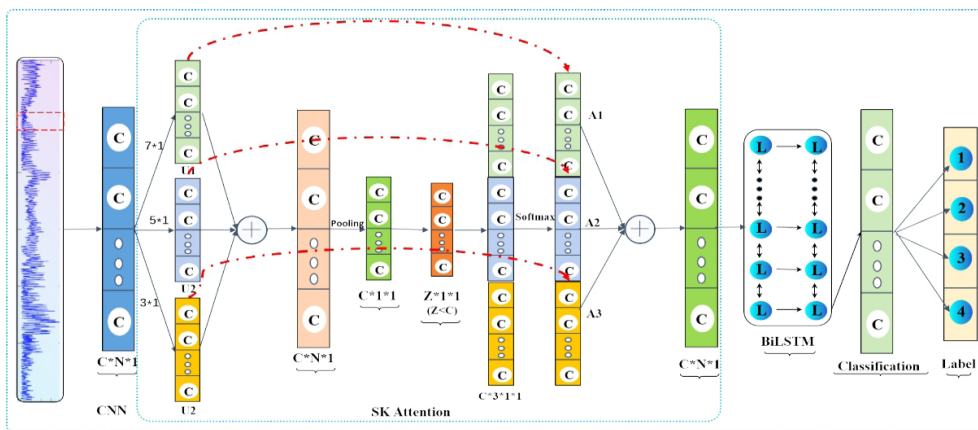 C
C
C
C
C*N*1
CNN
7*1
5*1
3*1
C
C
C
U1
C
C
C
U2
C
C
C
U2
C
C
C
C*N*1
Pooling
C
C
C
C*1*1
C
C
C
Z*1*1
(Z<C)
C
C
C
C
C
C
C
C
C
C*3*1*1
Softmax
C
C
C
C
C
C
C
C
C
A1
A2
A3
SK Attention
C
C
C
C*N*1
L L
L L
L L
L L
BiLSTM
C
C
C
Classification
1
2
3
4
Label